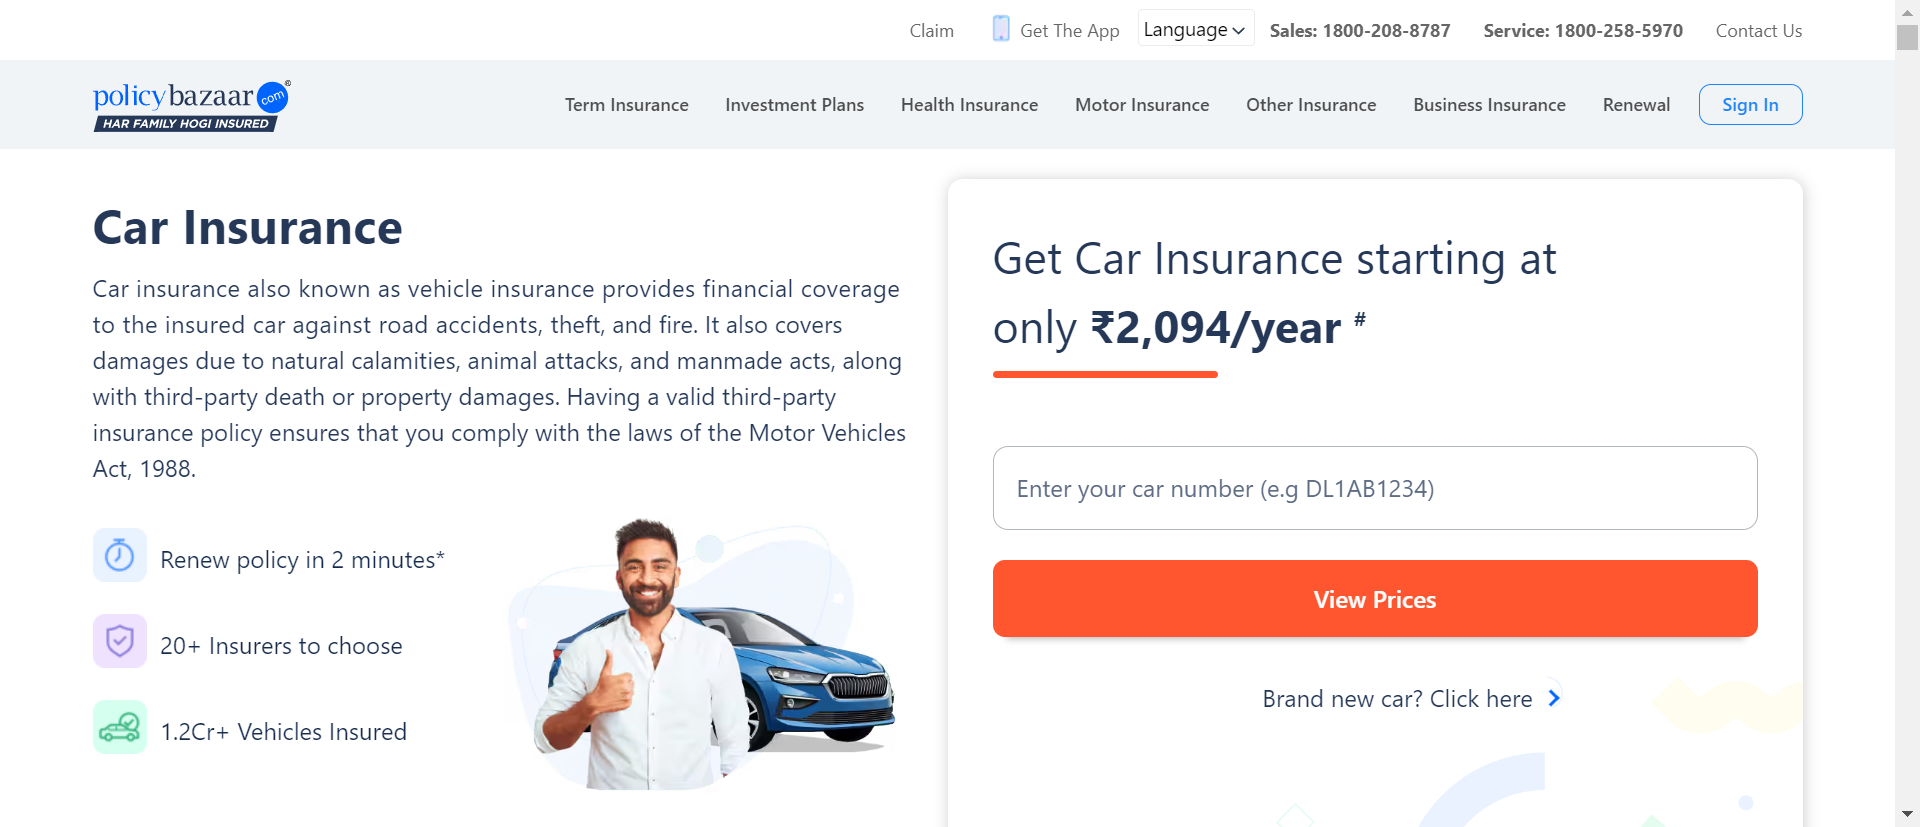 Claim
Get The App
Language
Sales: 1800-208-8787
Service: 1800-258-5970
Contact Us
policybazaar.com®
HAR FAMILY HOGI INSURED
Term Insurance
Investment Plans
Health Insurance
Motor Insurance
Other Insurance
Business Insurance
Renewal
Sign In
Car Insurance
Car insurance also known as vehicle insurance provides financial coverage
to the insured car against road accidents, theft, and fire. It also covers
damages due to natural calamities, animal attacks, and manmade acts, along
with third-party death or property damages. Having a valid third-party
insurance policy ensures that you comply with the laws of the Motor Vehicles
Act, 1988.
Renew policy in 2 minutes*
20+ Insurers to choose
1.2Cr+ Vehicles Insured
Get Car Insurance starting at
only ₹2,094/year #
Enter your car number (e.g DL1AB1234)
View Prices
Brand new car? Click here